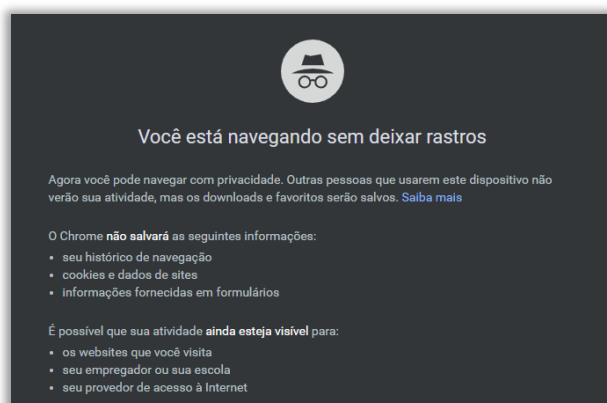 Você está navegando sem deixar rastros
Agora você pode navegar com privacidade. Outras pessoas que usarem este dispositivo não
verão sua atividade, mas os downloads e favoritos serão salvos. Saiba mais
O Chrome não salvará as seguintes informações:
• seu histórico de navegação
• cookies e dados de sites
• informações fornecidas em formulários
É possível que sua atividade ainda esteja visível para:
• os websites que você visita
• seu empregador ou sua escola
• seu provedor de acesso à Internet